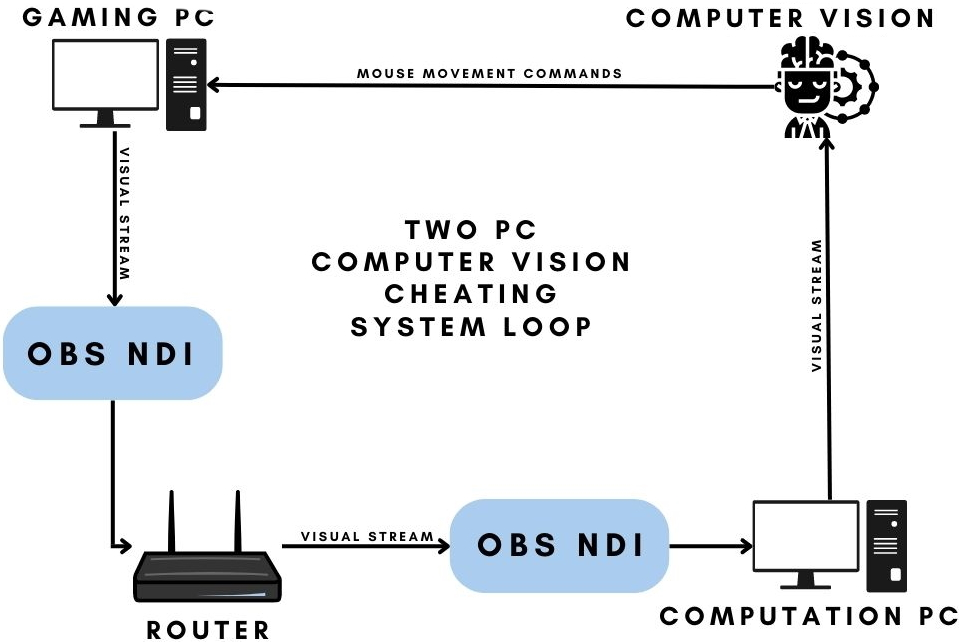 GAMING PC
COMPUTER VISION
MOUSE MOVEMENT COMMANDS
VISUAL STREAM
TWO PC
COMPUTER VISION
CHEATING
SYSTEM LOOP
VISUAL STREAM
OBS NDI
VISUAL STREAM
OBS NDI
COMPUTATION PC
ROUTER